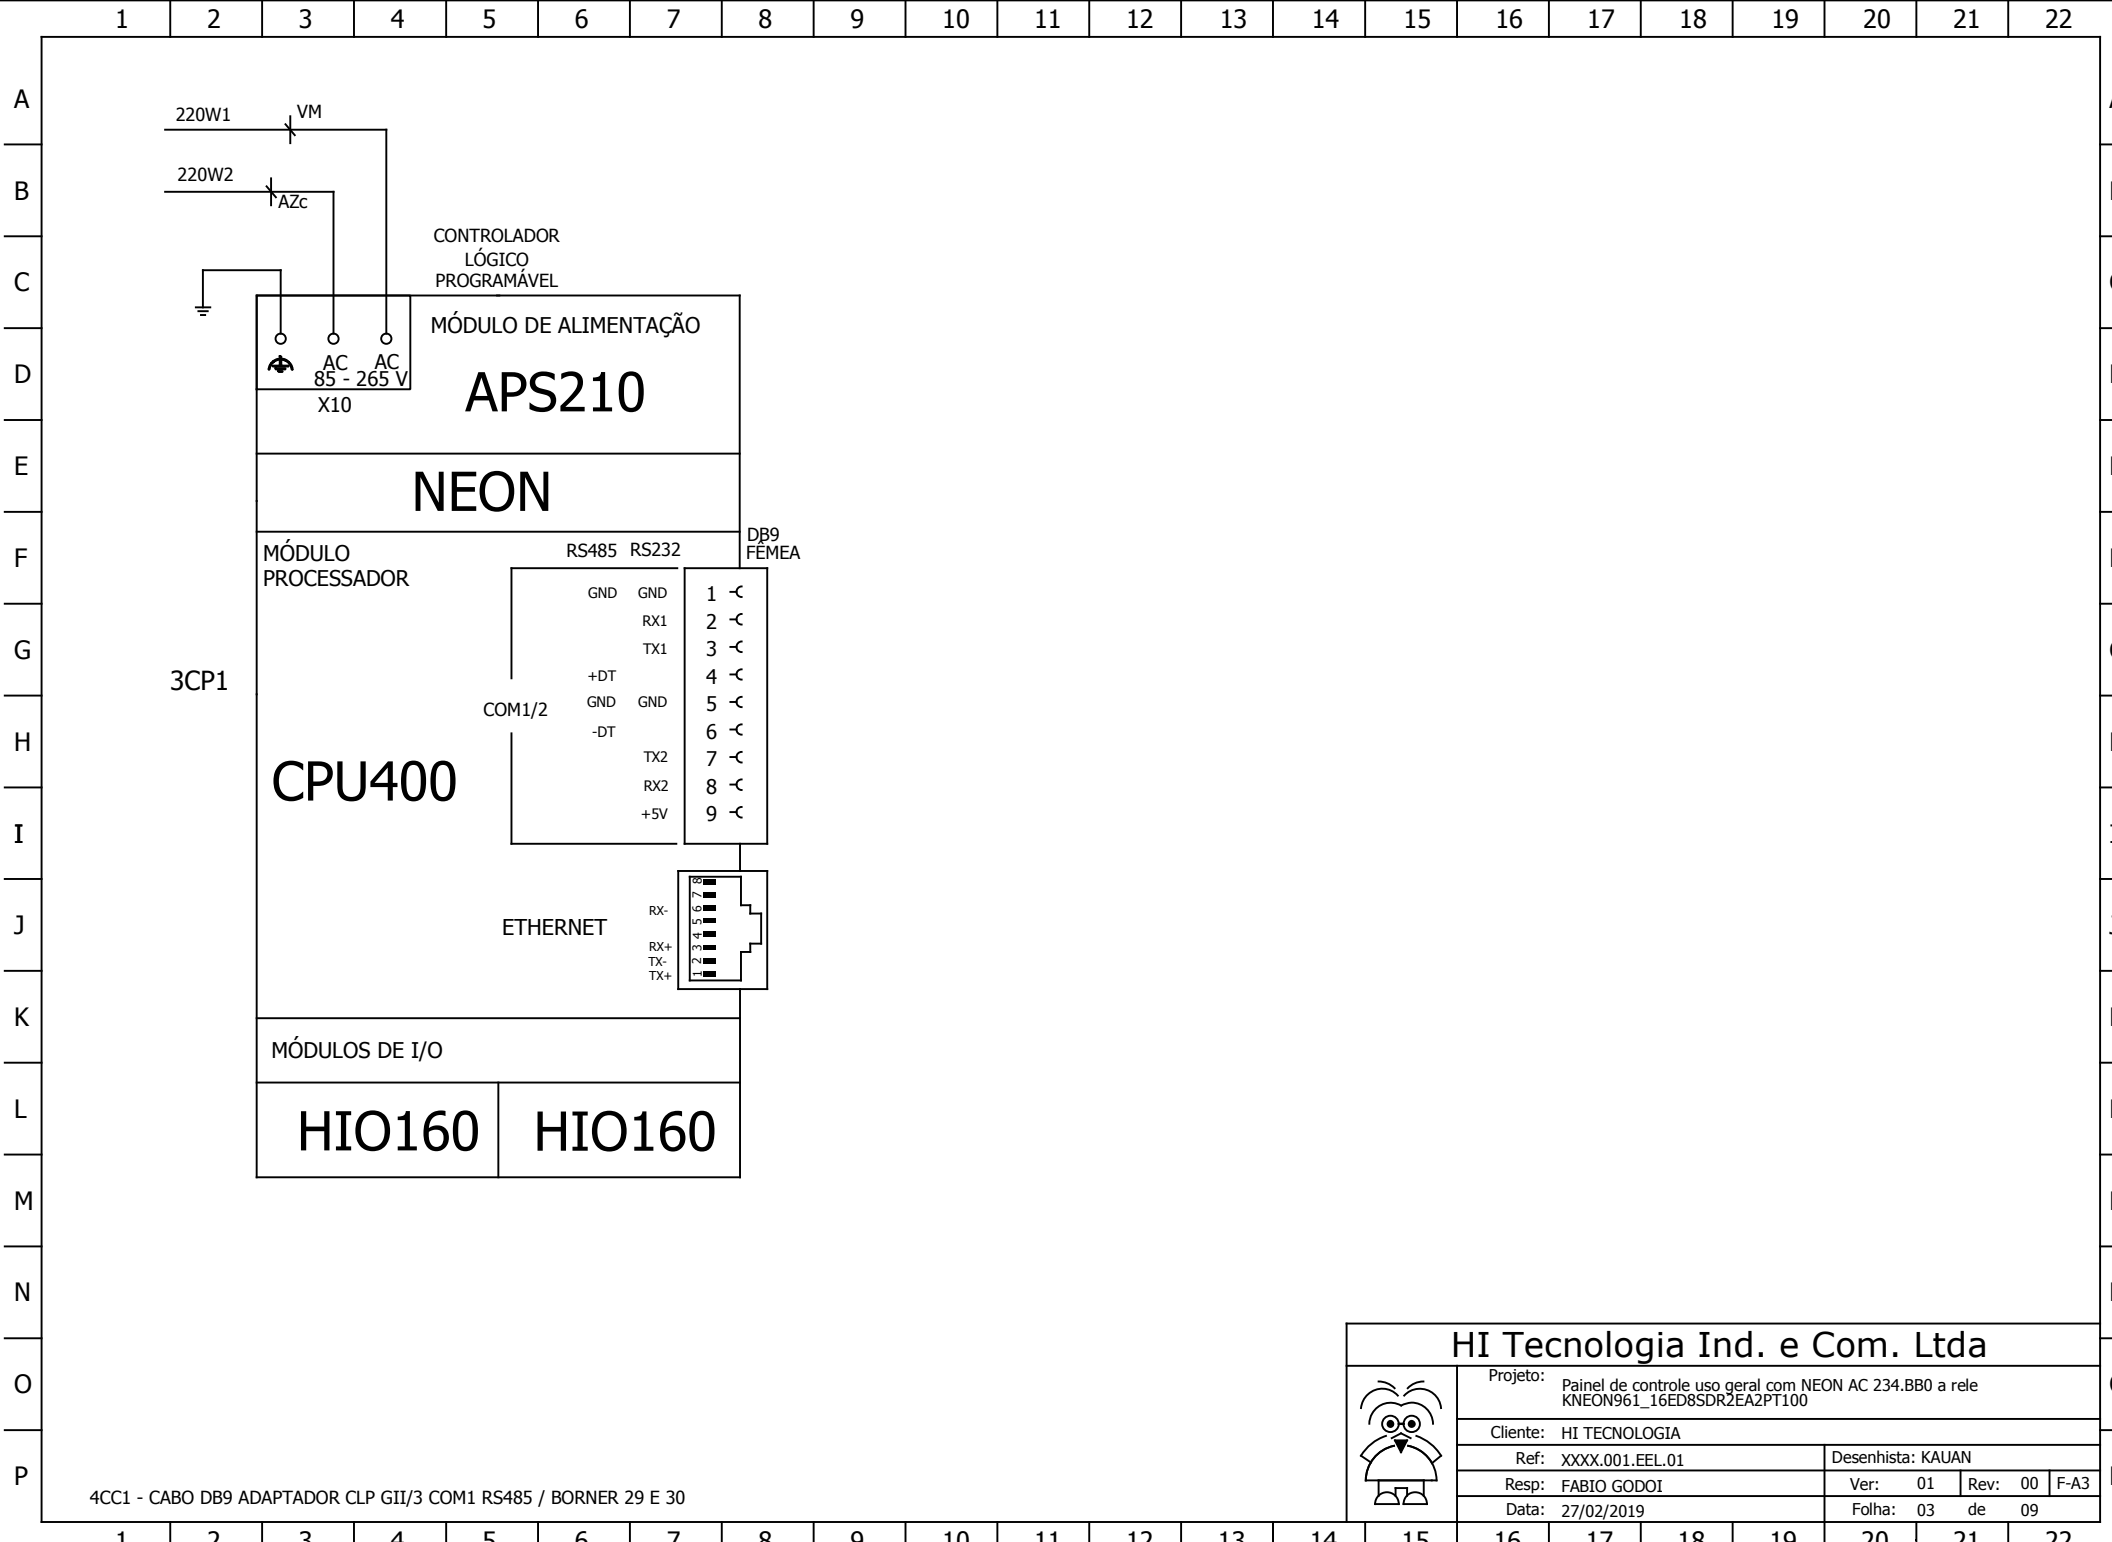 1 2 3 4 5 6 7 8 9 10 11 12 13 14 15 16 17 18 19 20 21 22
A
B
C
D
E
F
G
H
I
J
K
L
M
N
O
P
220W1 VM
220W2
AZc
CONTROLADOR
LÓGICO
PROGRAMÁVEL
MÓDULO DE ALIMENTAÇÃO
AC AC
85 - 265 V
X10
APS210
NEON
MÓDULO
PROCESSADOR
RS485 RS232
DB9
FÊMEA
GND GND 1
RX1 2
TX1 3
+DT 4
GND GND 5
-DT 6
TX2 7
RX2 8
+5V 9
COM1/2
3CP1
CPU400
ETHERNET
RX-
RX+
TX-
TX+
1 2 3 4 5 6 7 8
MÓDULOS DE I/O
HIO160 HIO160
4CC1 - CABO DB9 ADAPTADOR CLP GII/3 COM1 RS485 / BORNER 29 E 30
HI Tecnologia Ind. e Com. Ltda
Projeto: Painel de controle uso geral com NEON AC 234.BB0 a rele
KNEON961_16ED8SDR2EA2PT100
Cliente: HI TECNOLOGIA
Ref: XXXX.001.EEL.01 Desenhista: KAUAN
Resp: FABIO GODOI Ver: 01 Rev: 00 F-A3
Data: 27/02/2019 Folha: 03 de 09
1 2 3 4 5 6 7 8 9 10 11 12 13 14 15 16 17 18 19 20 21 22